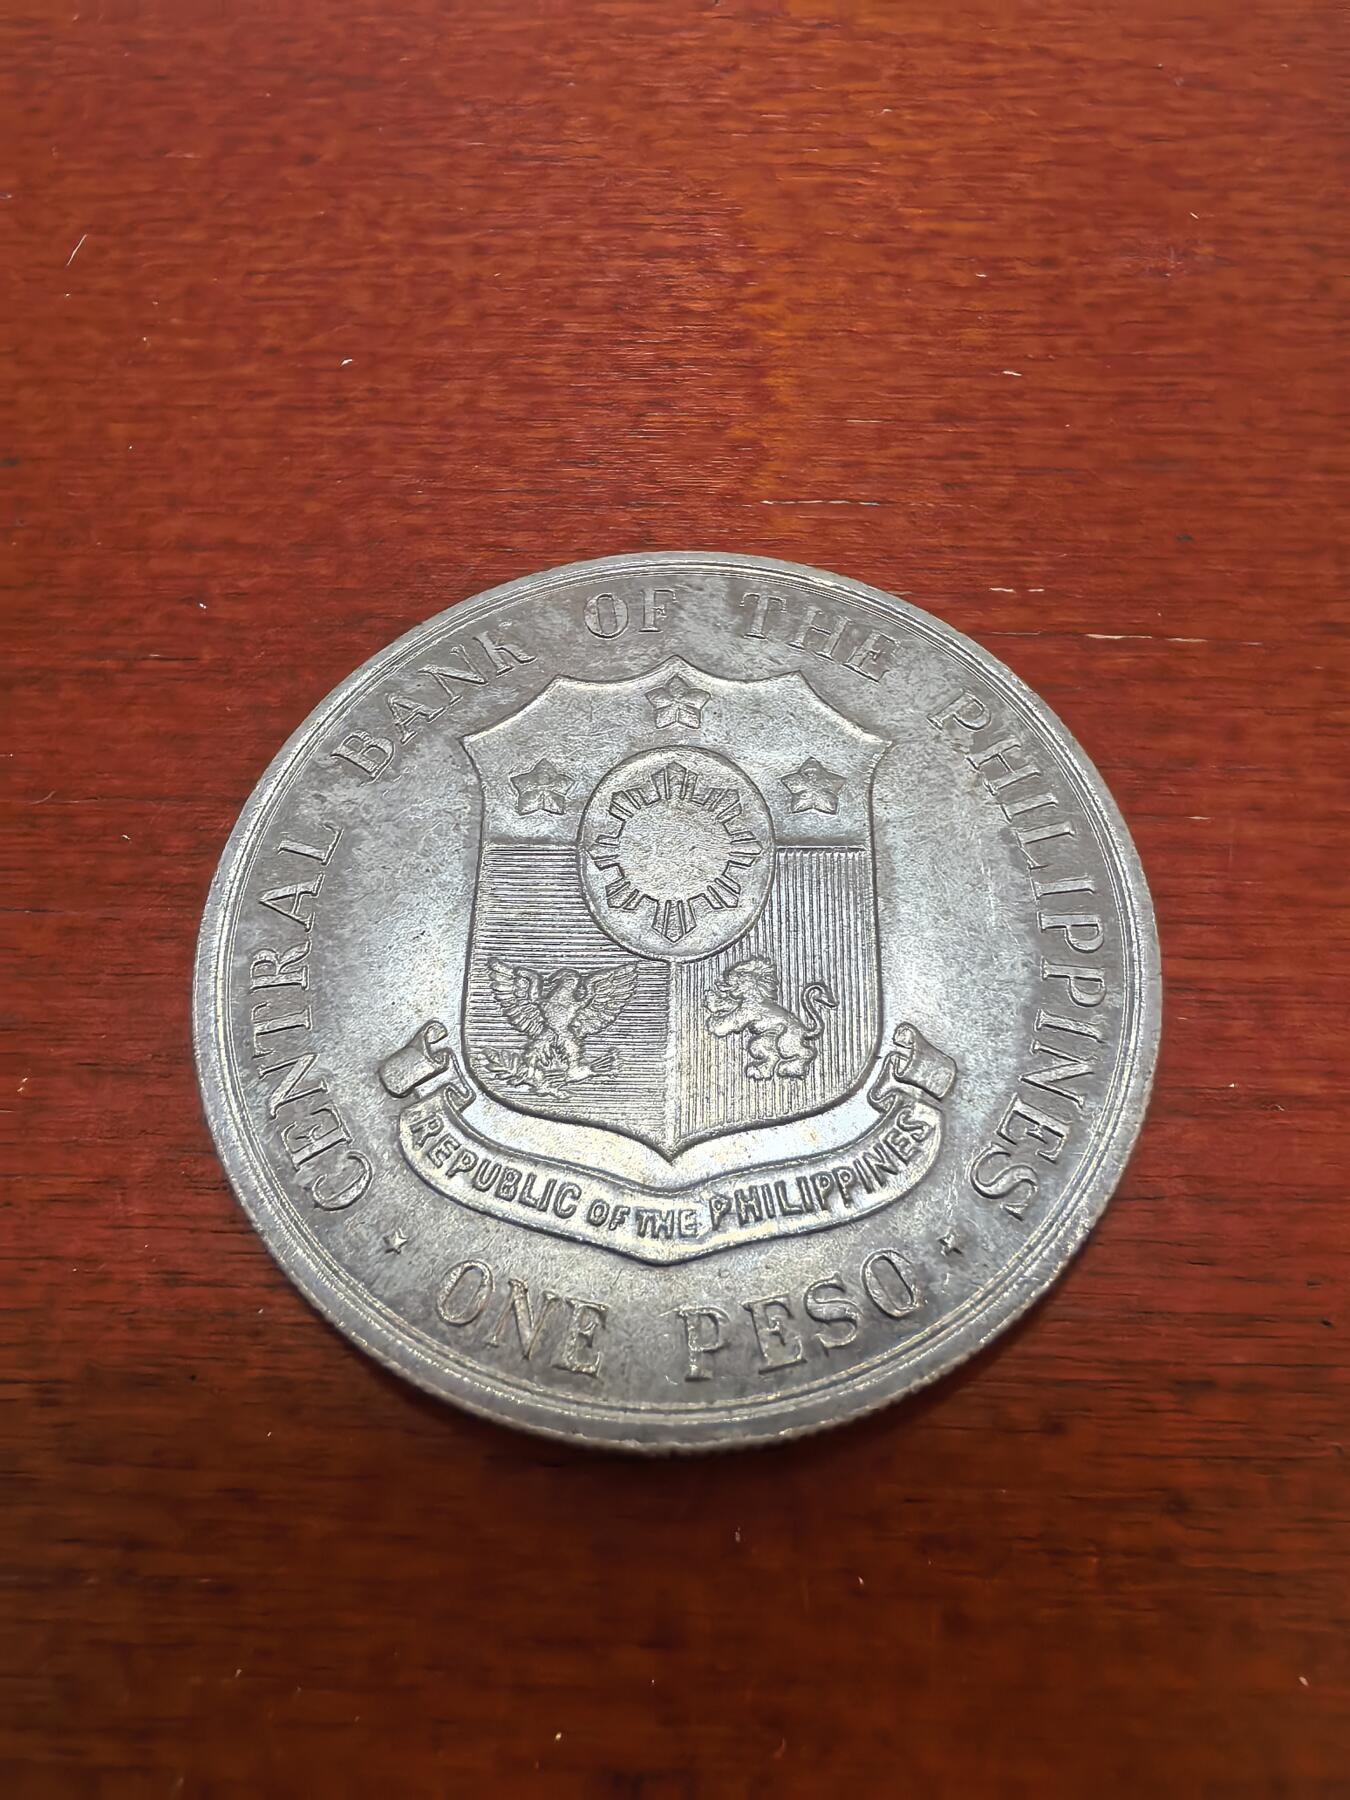 CENTRAL BANK OF THE PHILIPPINES
REPUBLIC OF THE PHILIPPINES
ONE PESO